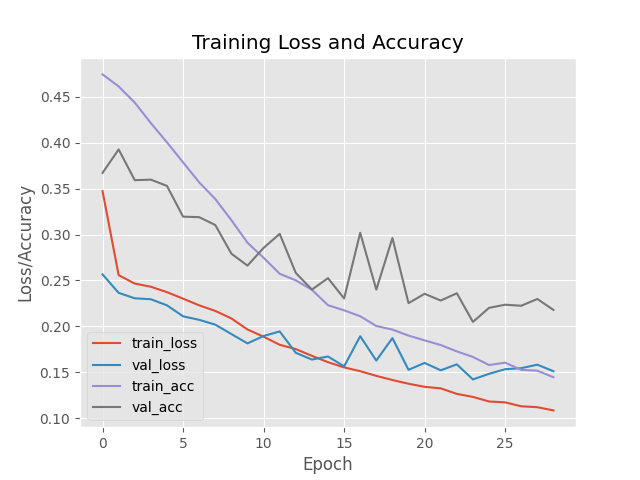 Training Loss and Accuracy
Loss/Accuracy
0.45
0.40
0.35
0.30
0.25
0.20
0.15
0.10
train_loss
val_loss
train_acc
val_acc
0 5 10 15 20 25
Epoch